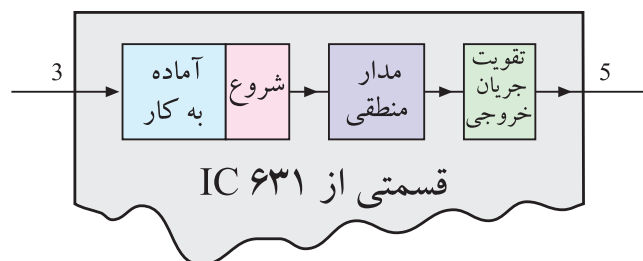 3
آماده
به کار
شروع
مدار
منطقی
تقویت
جریان
خروجی
5
قسمتی از IC ۶۳۱